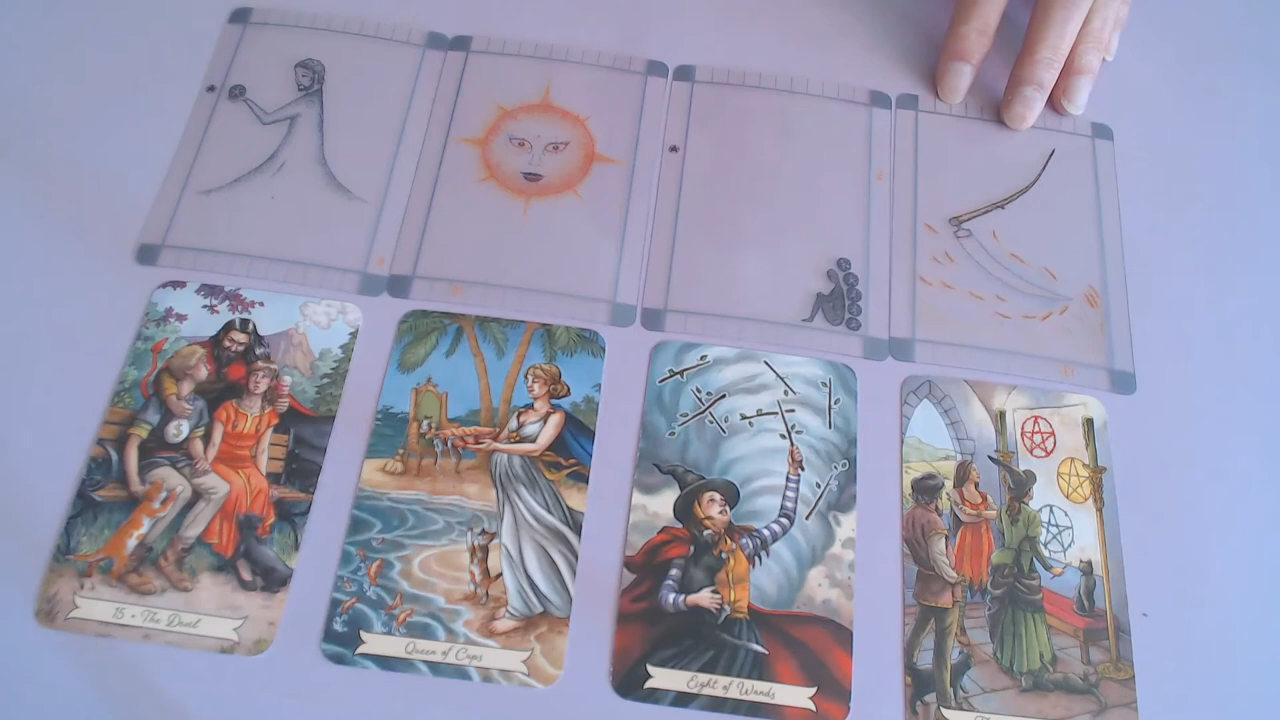 15 • The Devil
Queen of Cups
Eight of Wands